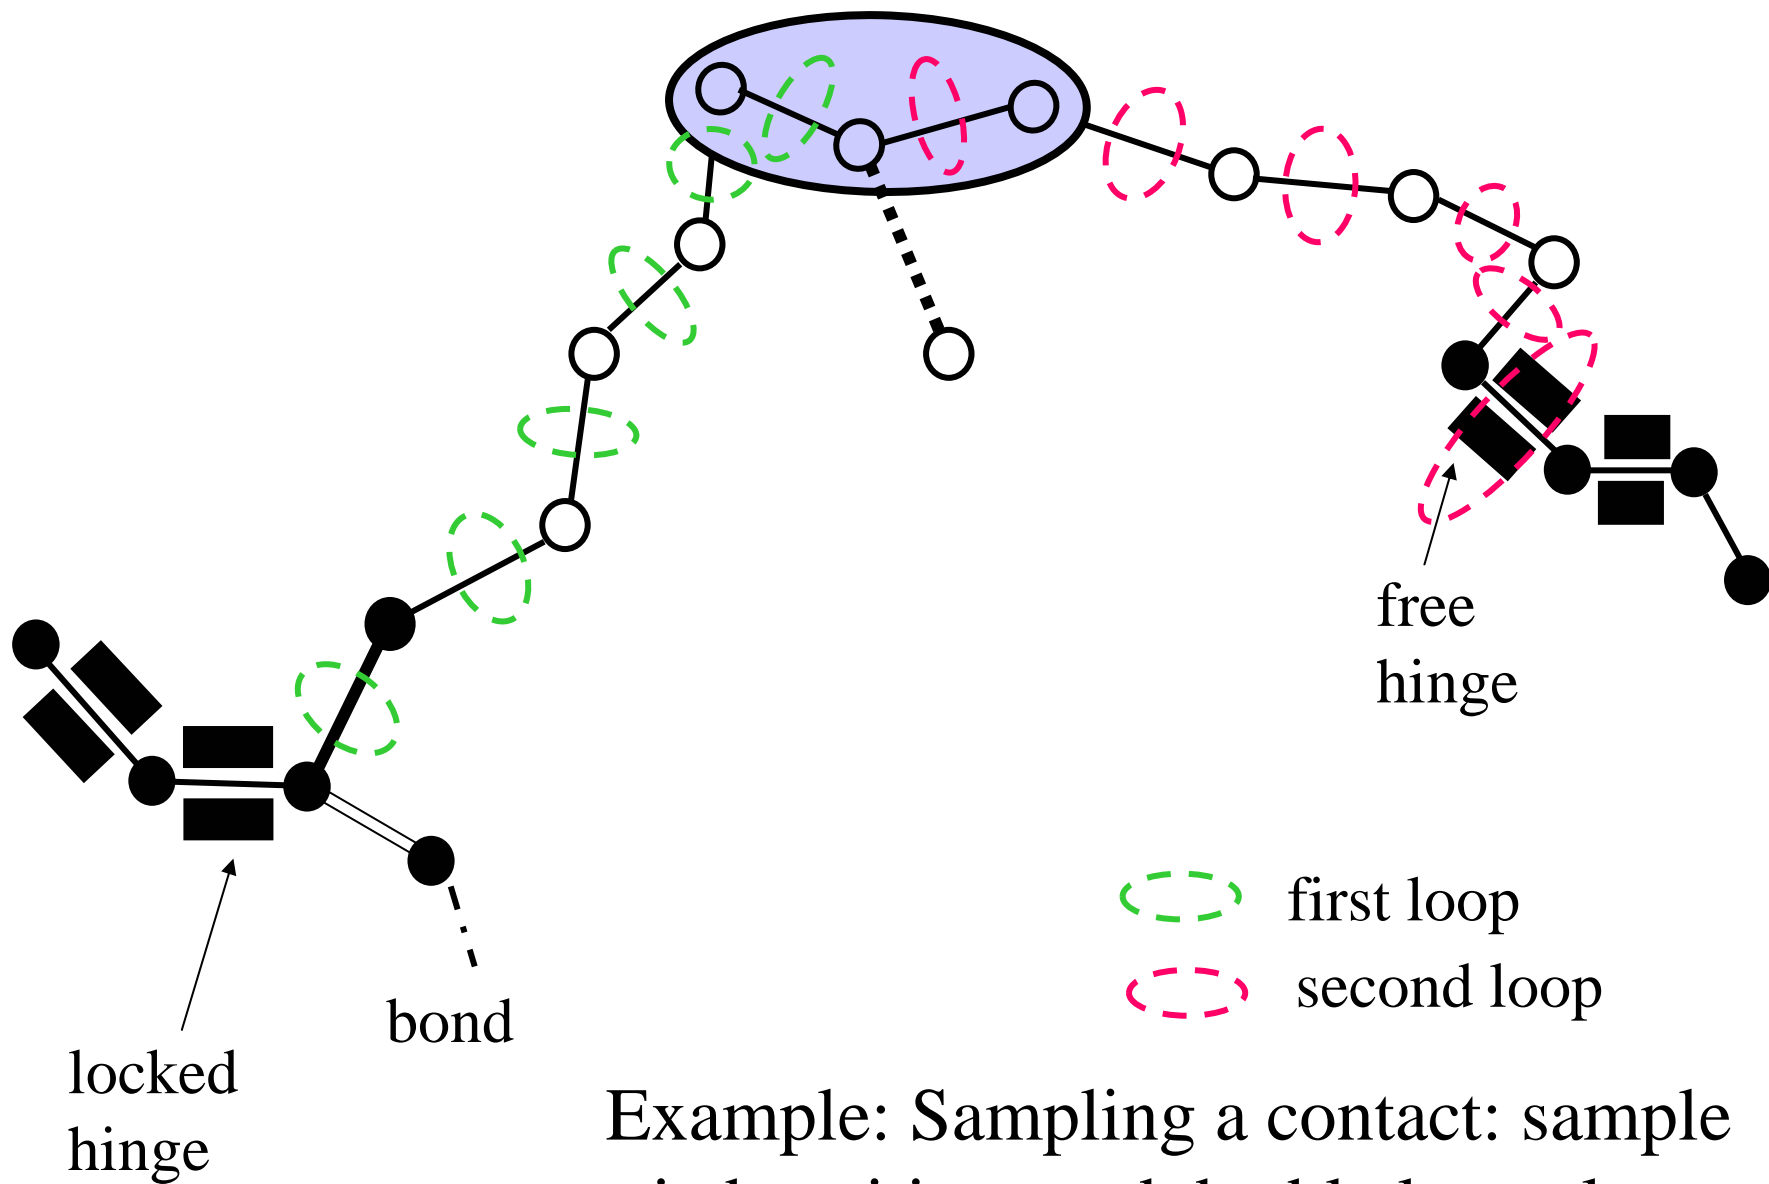 free
hinge
first loop
second loop
bond
locked
hinge
Example: Sampling a contact: sample